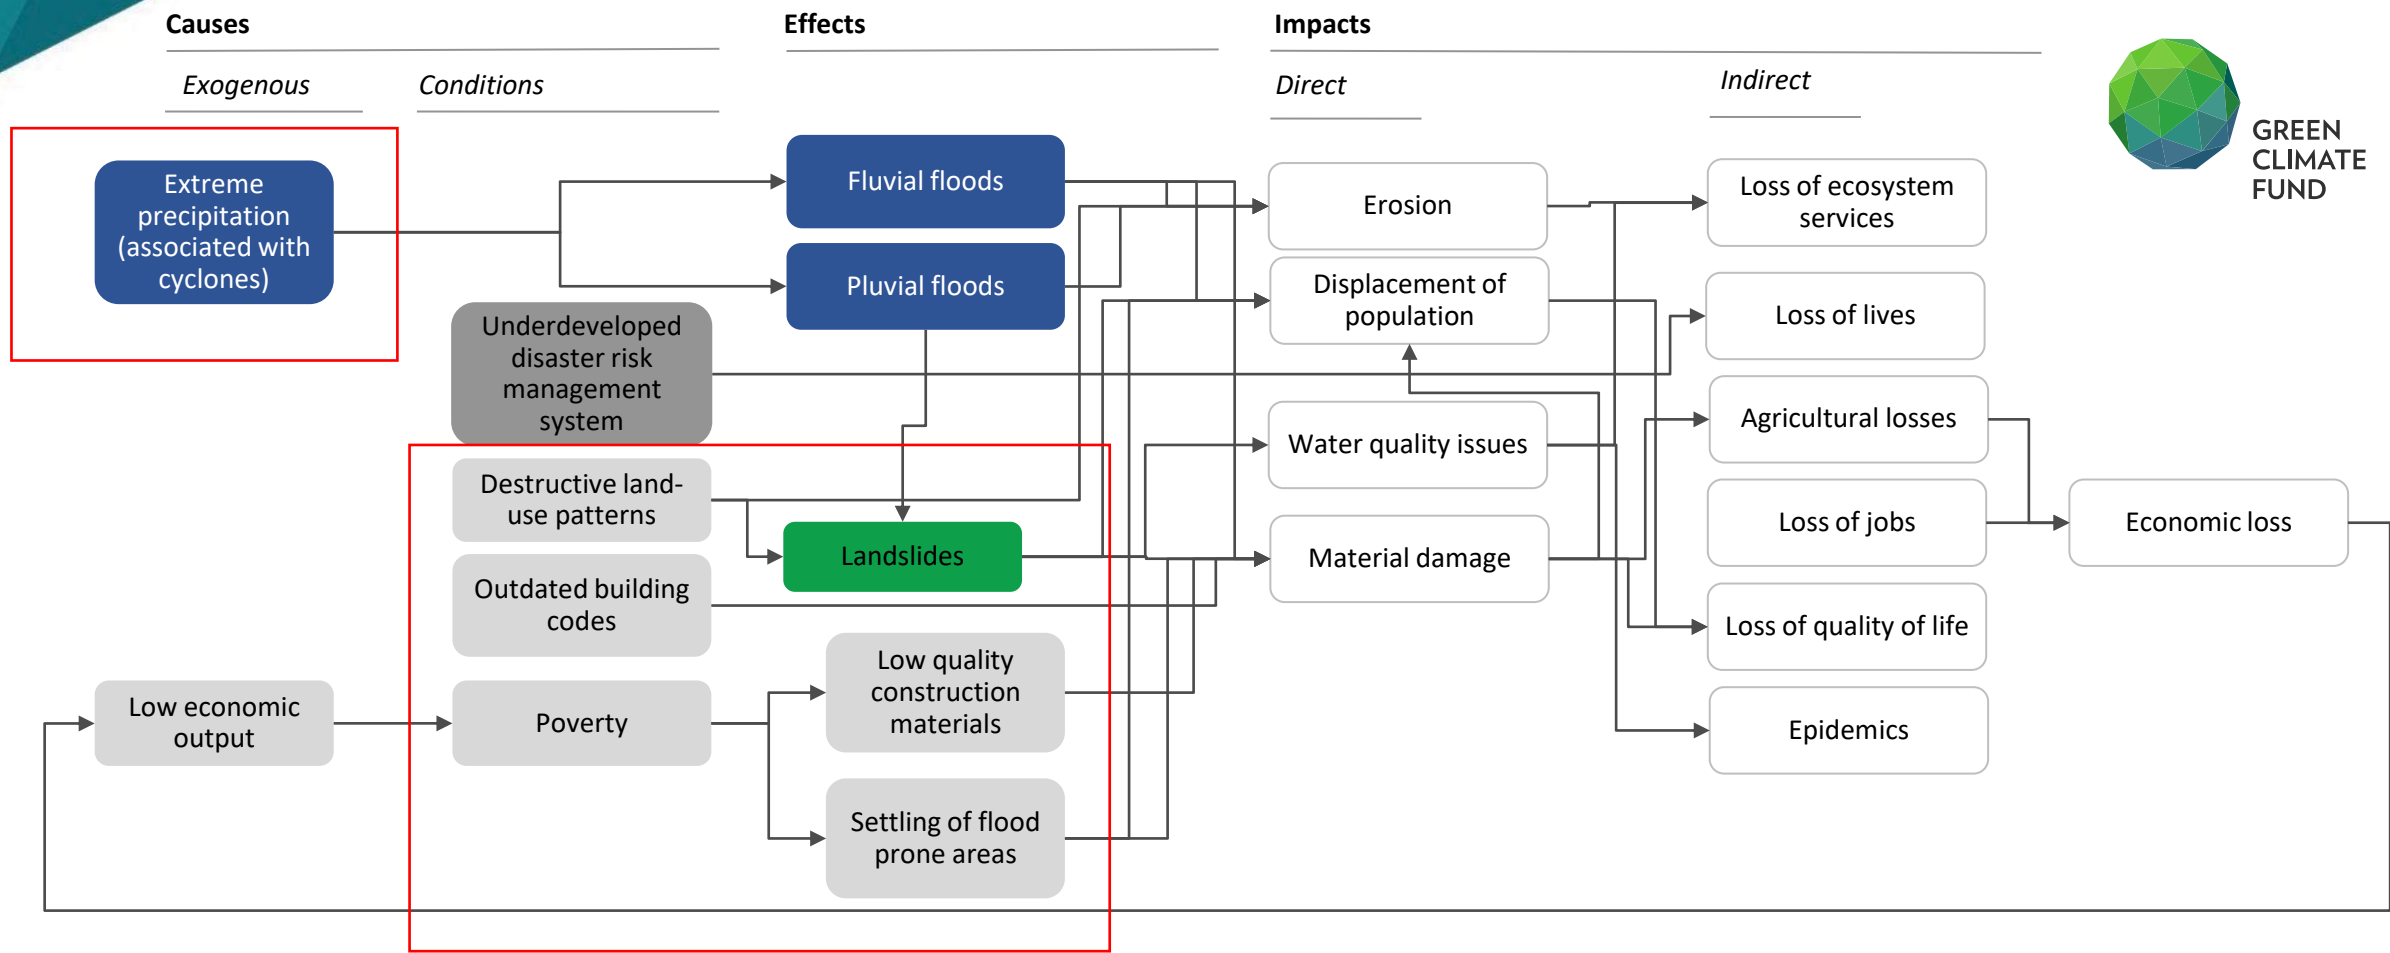 Causes
Effects
Impacts
Exogenous
Conditions
Direct
Indirect
GREEN
CLIMATE
FUND
Extreme
precipitation
(associated with
cyclones)
Fluvial floods
Pluvial floods
Underdeveloped
disaster risk
management
system
Destructive land-
use patterns
Landslides
Outdated building
codes
Low economic
output
Poverty
Low quality
construction
materials
Settling of flood
prone areas
Erosion
Displacement of
population
Water quality issues
Material damage
Loss of ecosystem
services
Loss of lives
Agricultural losses
Loss of jobs
Loss of quality of life
Epidemics
Economic loss